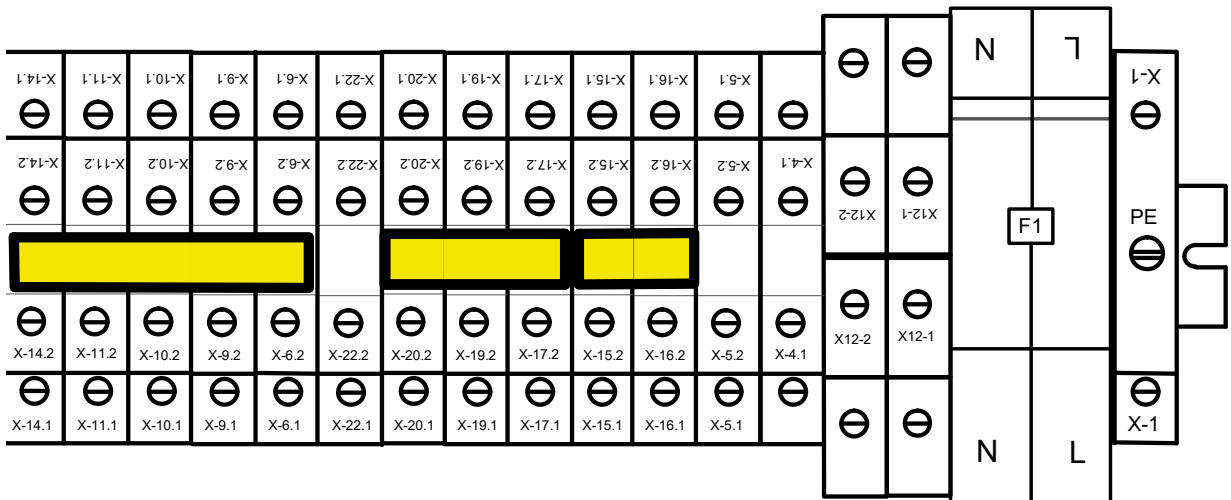 X-14.1 X-11.1 X-10.1 X-9.1 X-6.1 X-22.1 X-20.1 X-19.1 X-17.1 X-15.1 X-16.1 X-5.1 N L X-1
X-14.2 X-11.2 X-10.2 X-9.2 X-6.2 X-22.2 X-20.2 X-19.2 X-17.2 X-15.2 X-16.2 X-5.2 X-4.1
X12-2 X12-1 F1 PE
X-14.2 X-11.2 X-10.2 X-9.2 X-6.2 X-22.2 X-20.2 X-19.2 X-17.2 X-15.2 X-16.2 X-5.2 X-4.1 X12-2 X12-1
X-14.1 X-11.1 X-10.1 X-9.1 X-6.1 X-22.1 X-20.1 X-19.1 X-17.1 X-15.1 X-16.1 X-5.1 N L X-1